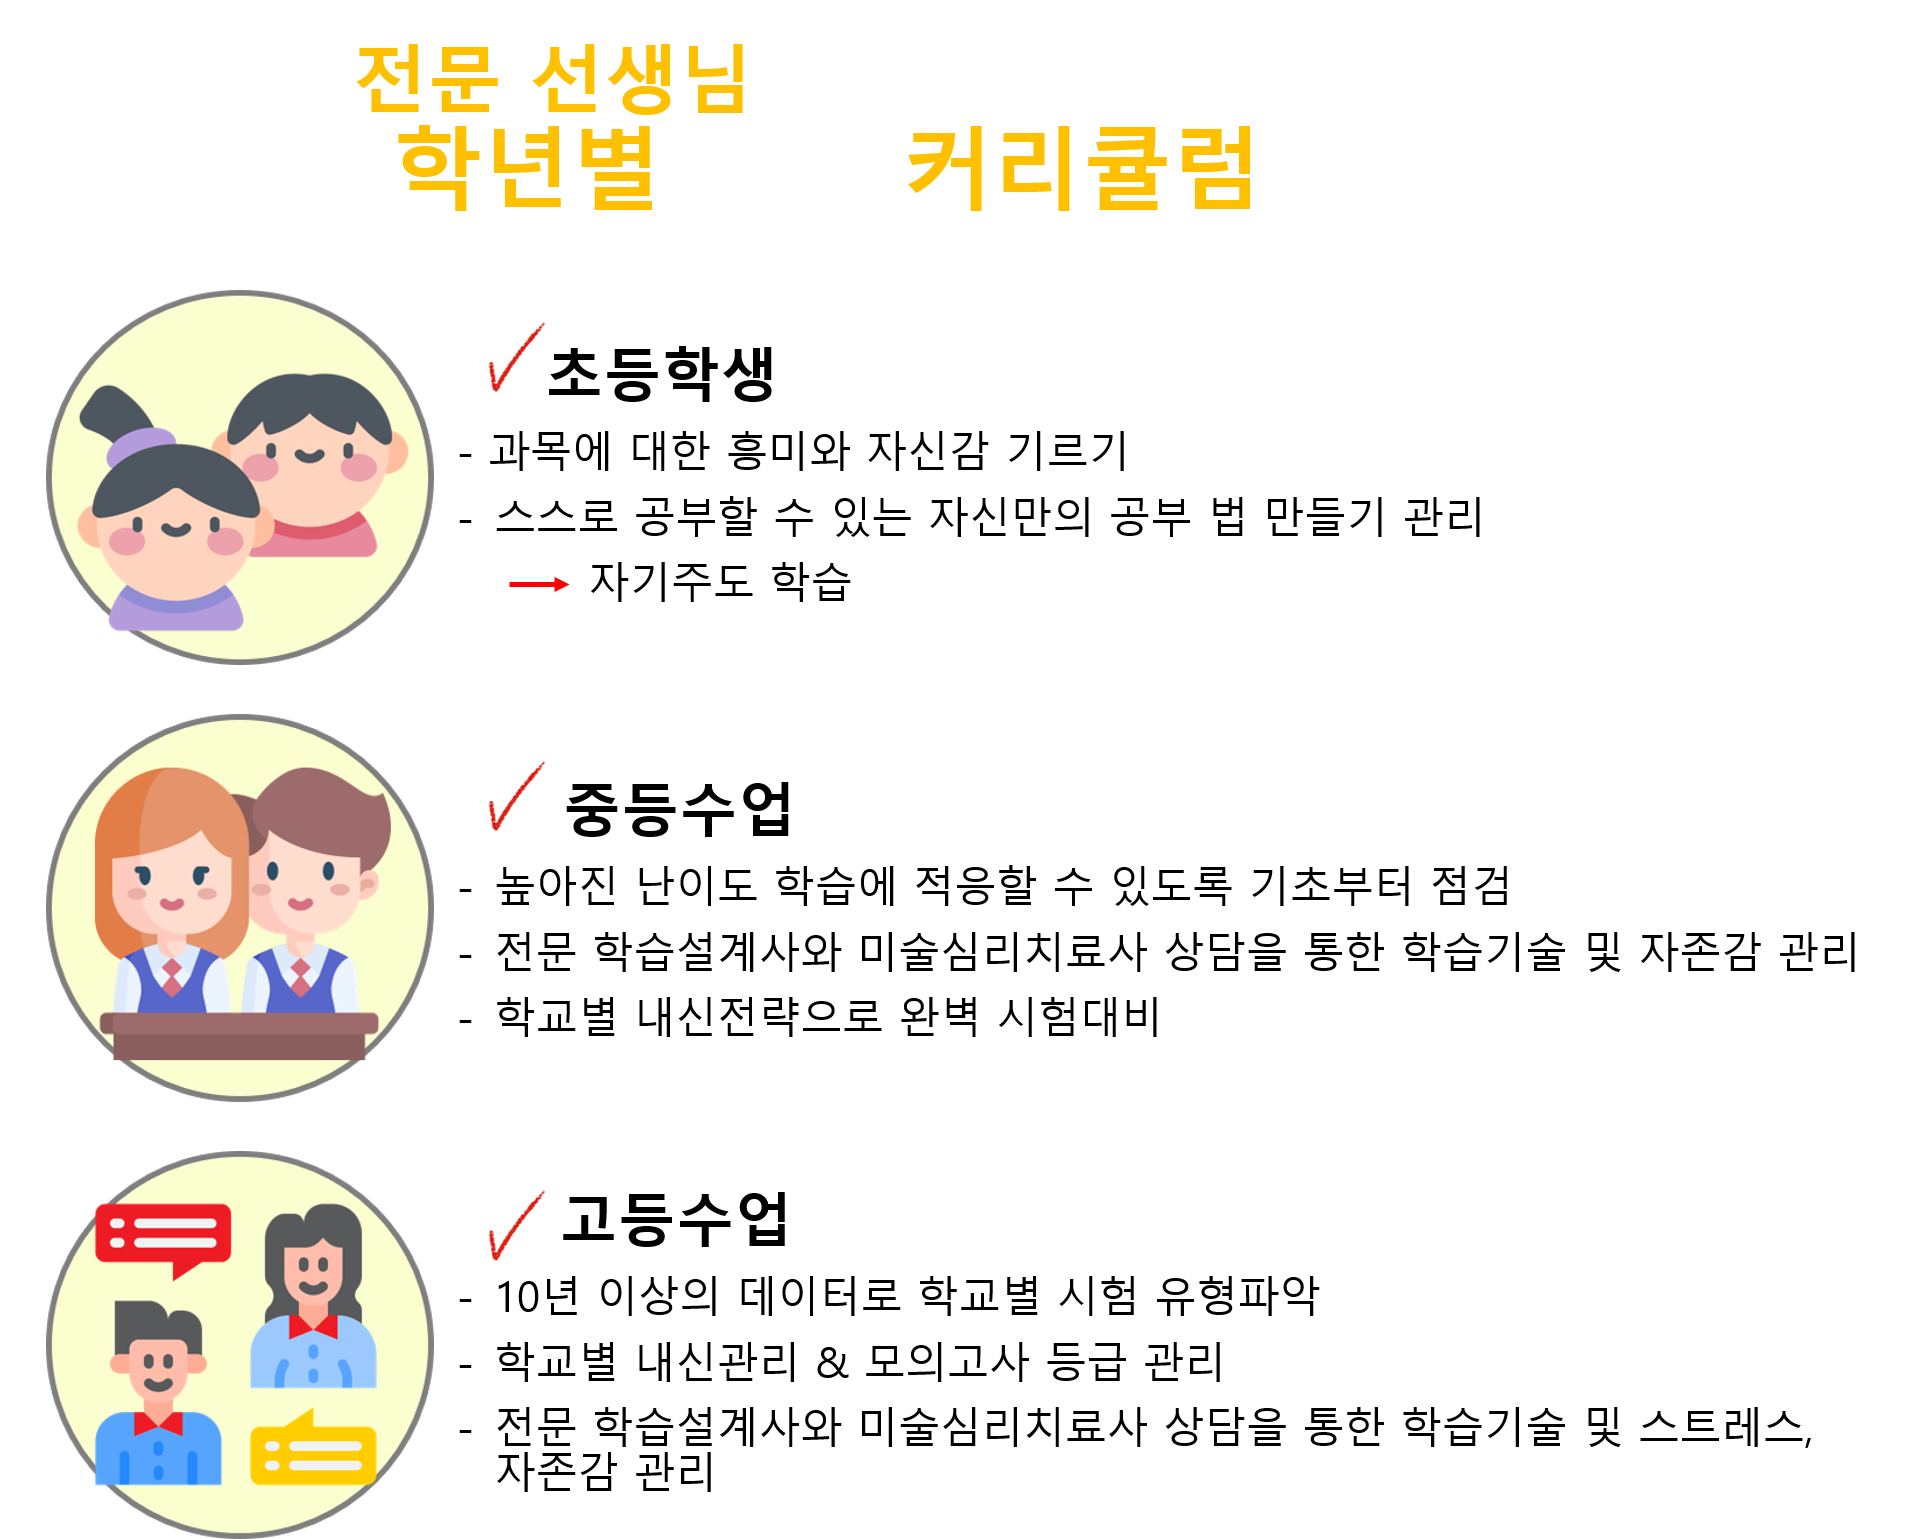 전문 선생님
학년별 커리큘럼
초등학생
- 과목에 대한 흥미와 자신감 기르기
- 스스로 공부할 수 있는 자신만의 공부 법 만들기 관리
자기주도 학습
중등수업
- 높아진 난이도 학습에 적응할 수 있도록 기초부터 점검
- 전문 학습설계사와 미술심리치료사 상담을 통한 학습기술 및 자존감 관리
- 학교별 내신전략으로 완벽 시험대비
고등수업
- 10년 이상의 데이터로 학교별 시험 유형파악
- 학교별 내신관리 & 모의고사 등급 관리
- 전문 학습설계사와 미술심리치료사 상담을 통한 학습기술 및 스트레스,
자존감 관리